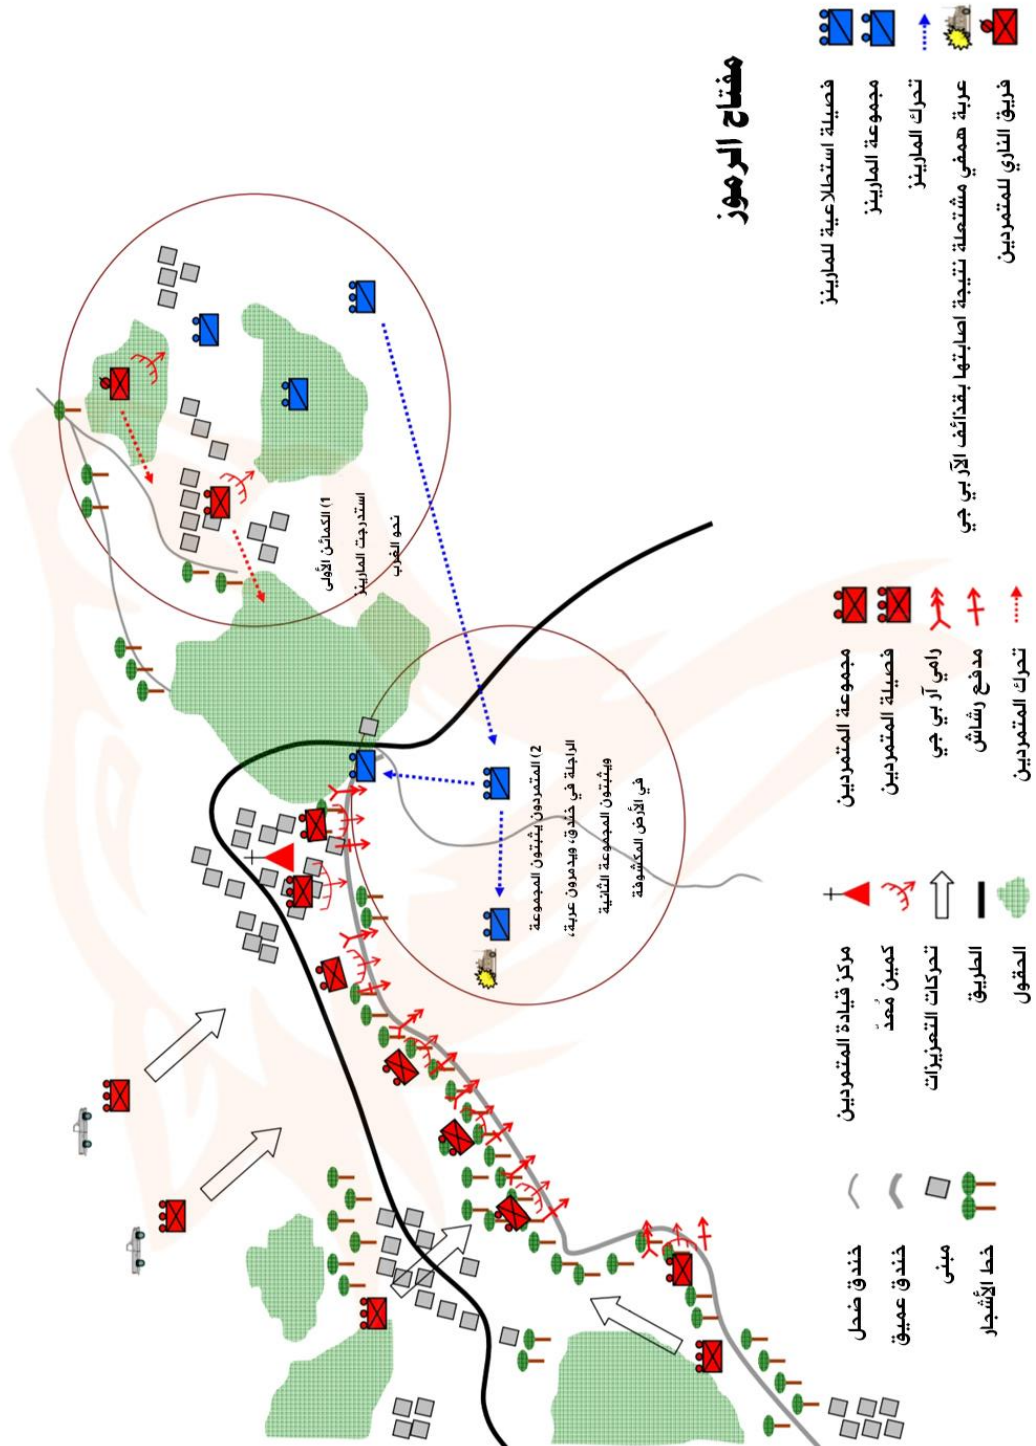 مفتاح الرموز
فصيلة استطلاعية للمارينز
مجموعة المارينز
تحرك المارينز
عربة همفي مشتعلة نتيجة اصابتها بقذائف الآر بي جي
فريق الناري للمتمردين
مجموعة المتمردين
فصيلة المتمردين
رامي آر بي جي
مدفع رشاش
تحرك المتمردين
مركز قيادة المتمردين
كمين مُعدّ
تحركات التعزيزات
الطريق
الحقول
خندق ضحل
خندق عميق
مبنى
خط الأشجار
1) الكمائن الأولى
استدرجت المارينز
نحو الغرب
2) المتمردون يثبتون المجموعة
الراجلة في خندق، ويدمرون عربة،
ويثبتون المجموعة الثانية
في الأرض المكشوفة